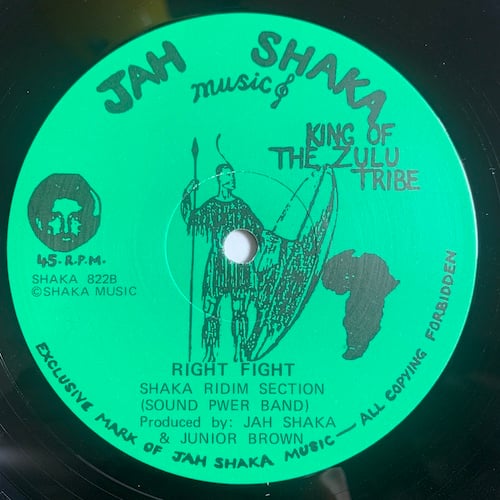 JAH SHAKA
music
KING OF
THE ZULU
TRIBE
45. R.P.M.
SHAKA 822B
©SHAKA MUSIC
RIGHT FIGHT
SHAKA RIDIM SECTION
(SOUND PWER BAND)
Produced by: JAH SHAKA
& JUNIOR BROWN
EXCLUSIVE MARK OF JAH SHAKA MUSIC — ALL COPYING FORBIDDEN